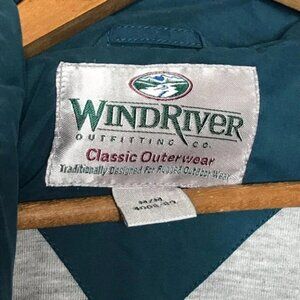 WINDRIVER
OUTFITTING CO.
Classic Outerwear
Traditionally Designed for Rugged Outdoor Wear
M/M